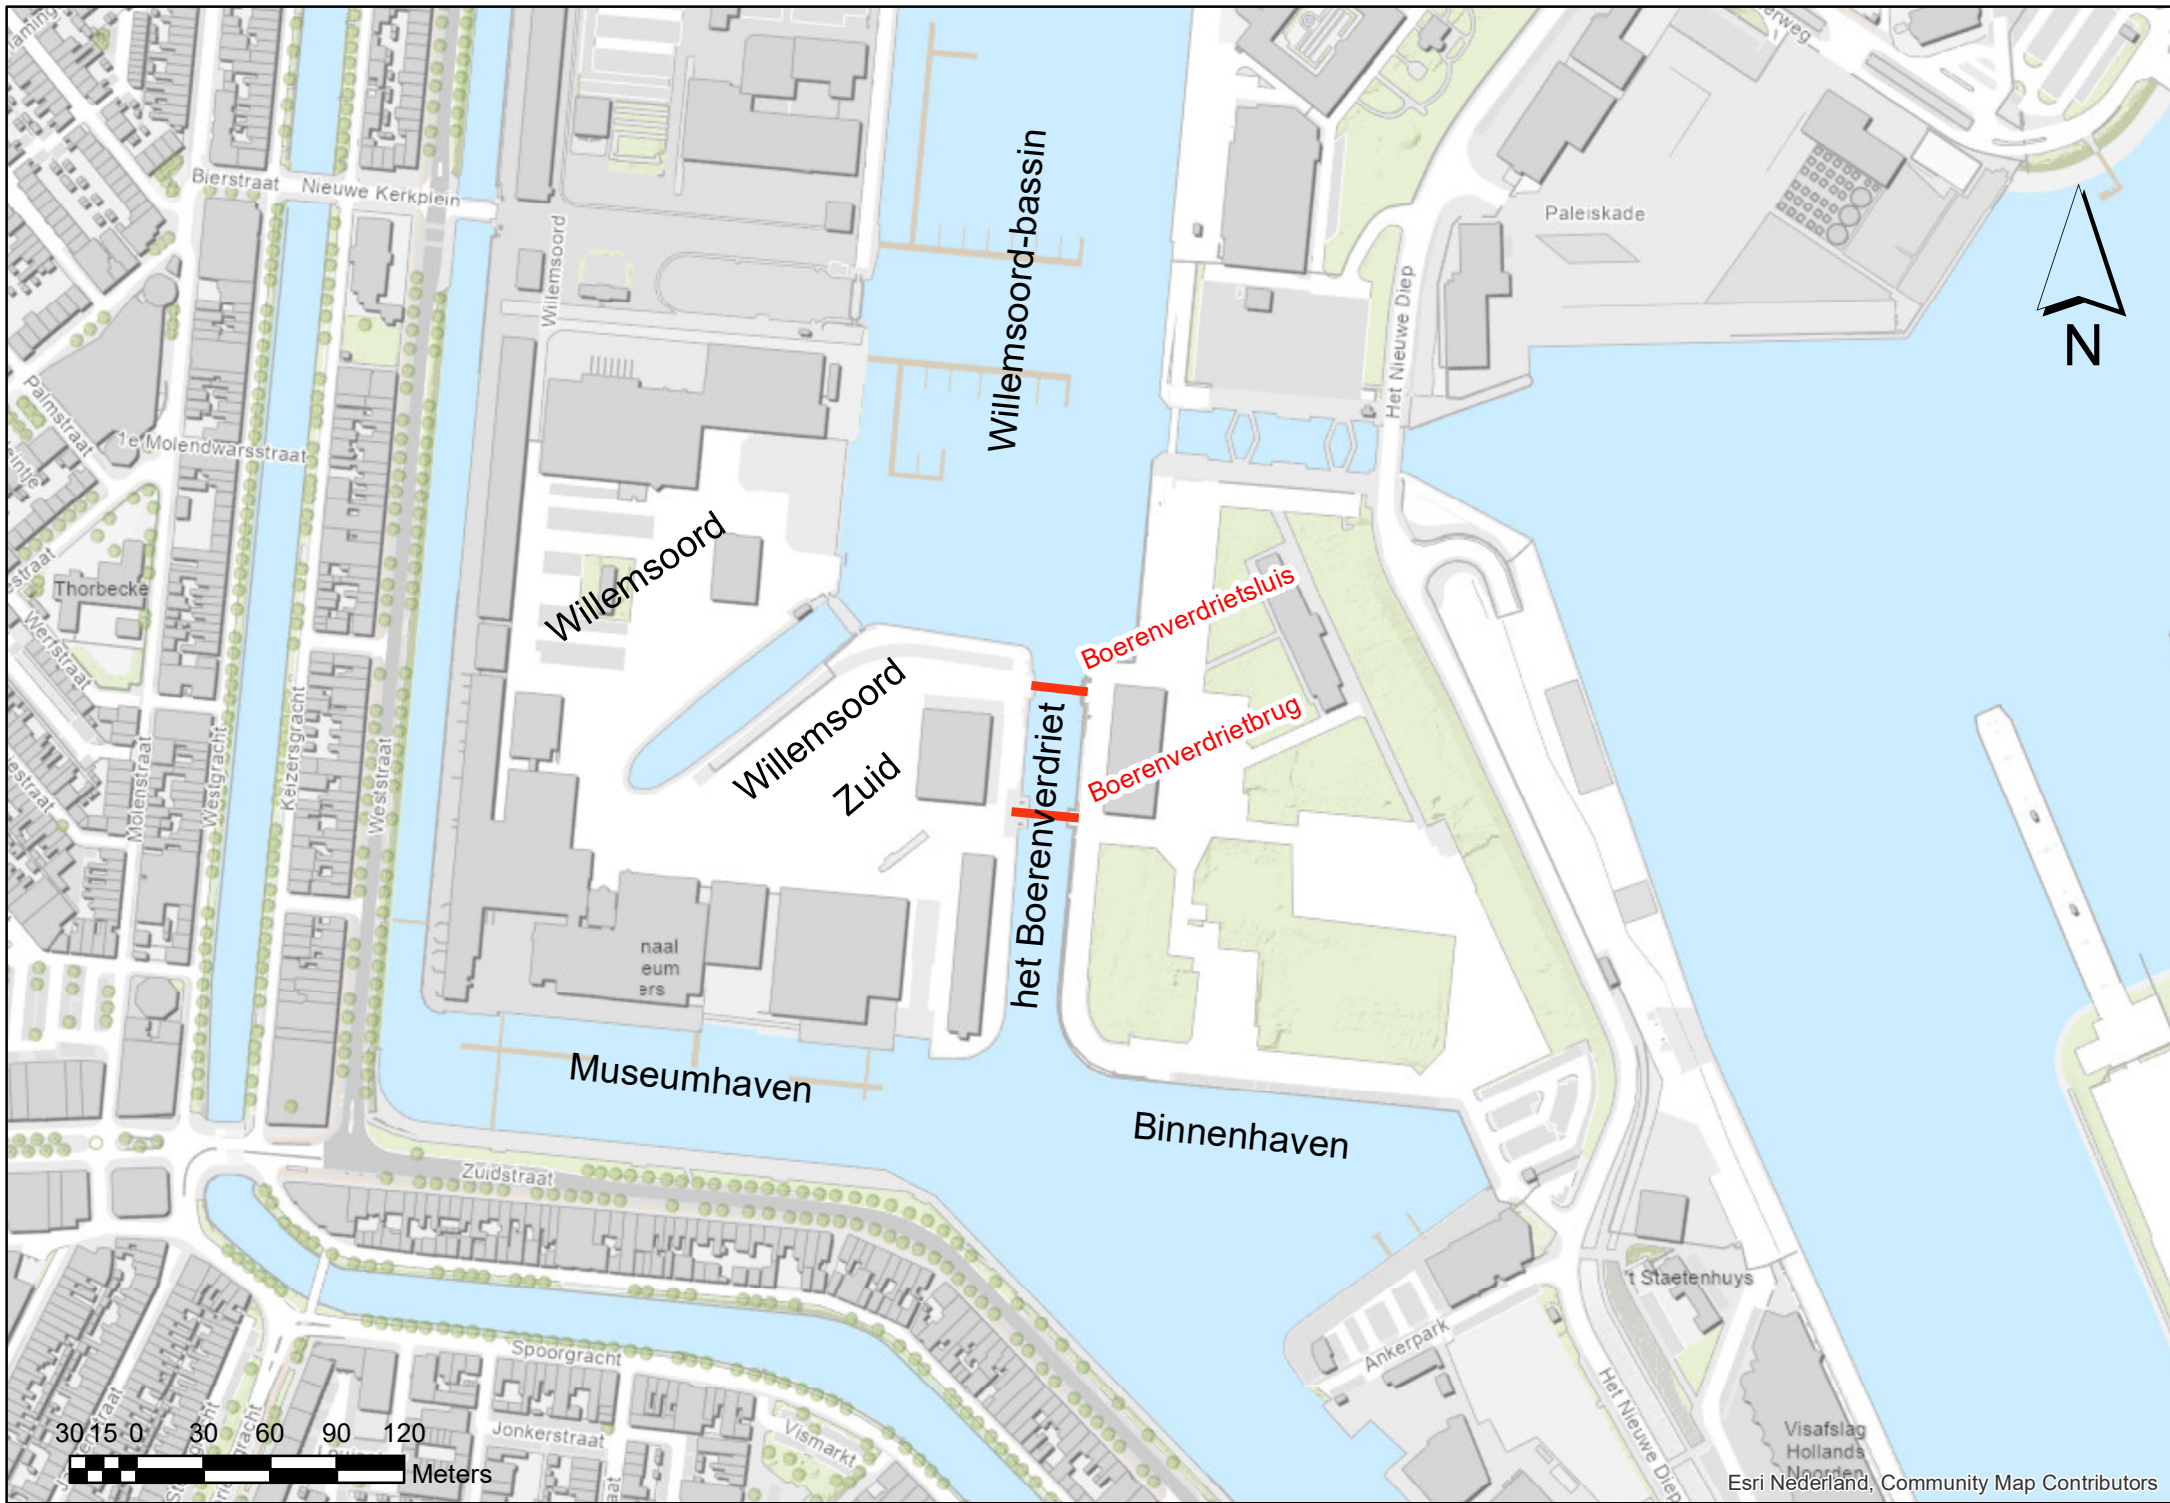 Bierstraat
Nieuwe Kerkplein
Willemsoord
Willemsoord-bassin
Paleiskade
Het Nieuwe Diep
N
Palmstraat
1e Molendwarsstraat
Thorbecke
Werfstraat
Willemsoord
Boerenverdrietsluis
Willemsoord
Zuid
Boerenverdrietbrug
het Boerenverdriet
Molenstraat
Westgracht
Keizersgracht
Weststraat
naal
eum
ers
Museumhaven
Binnenhaven
Zuidstraat
't Staetenhuys
Spoorgracht
Ankerpark
Het Nieuwe Diep
Jonkerstraat
Vismarkt
Visafslag
Hollands
Noorden
30 15 0 30 60 90 120
Meters
Esri Nederland, Community Map Contributors